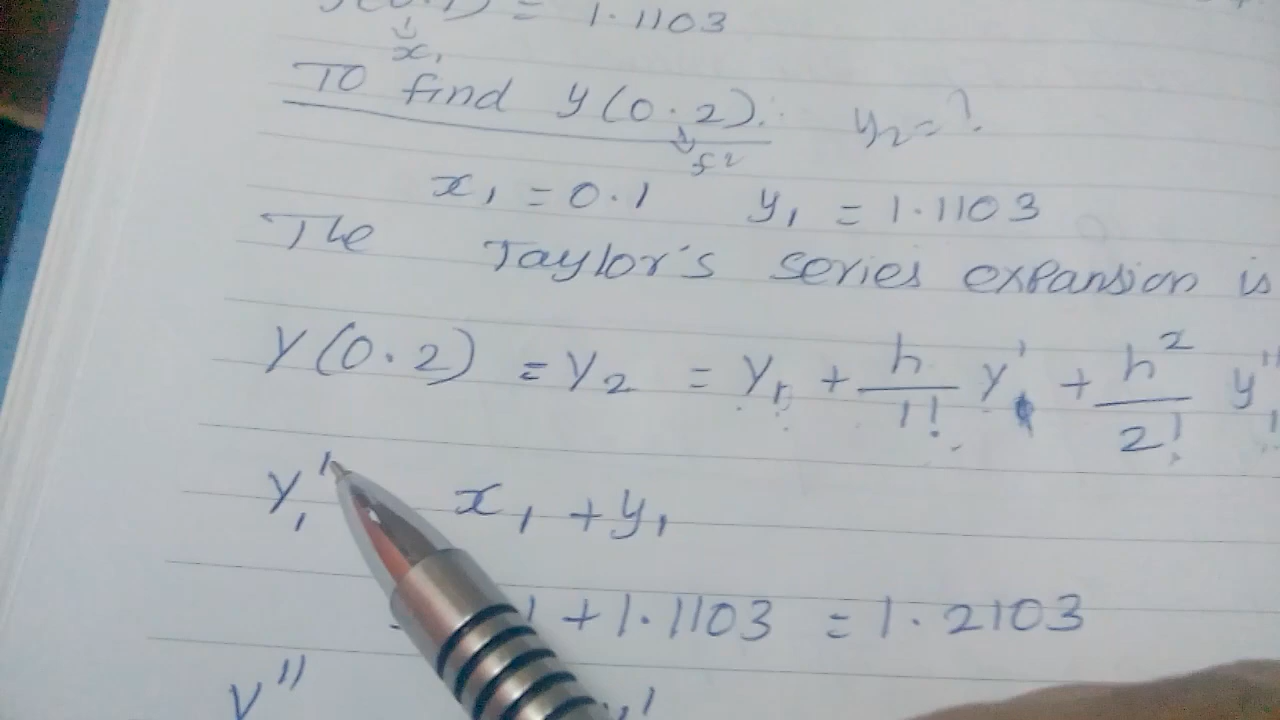 = 1.1103
x₁
To find y(0.2): y₂ = ?
x₁ = 0.1 y₁ = 1.1103
The Taylor's series expansion is
Y(0.2) = Y₂ = Y₁ + h/1! y' + h²/2! y₁''
Y₁' x₁ + y₁
+ 1.1103 = 1.2103
y''